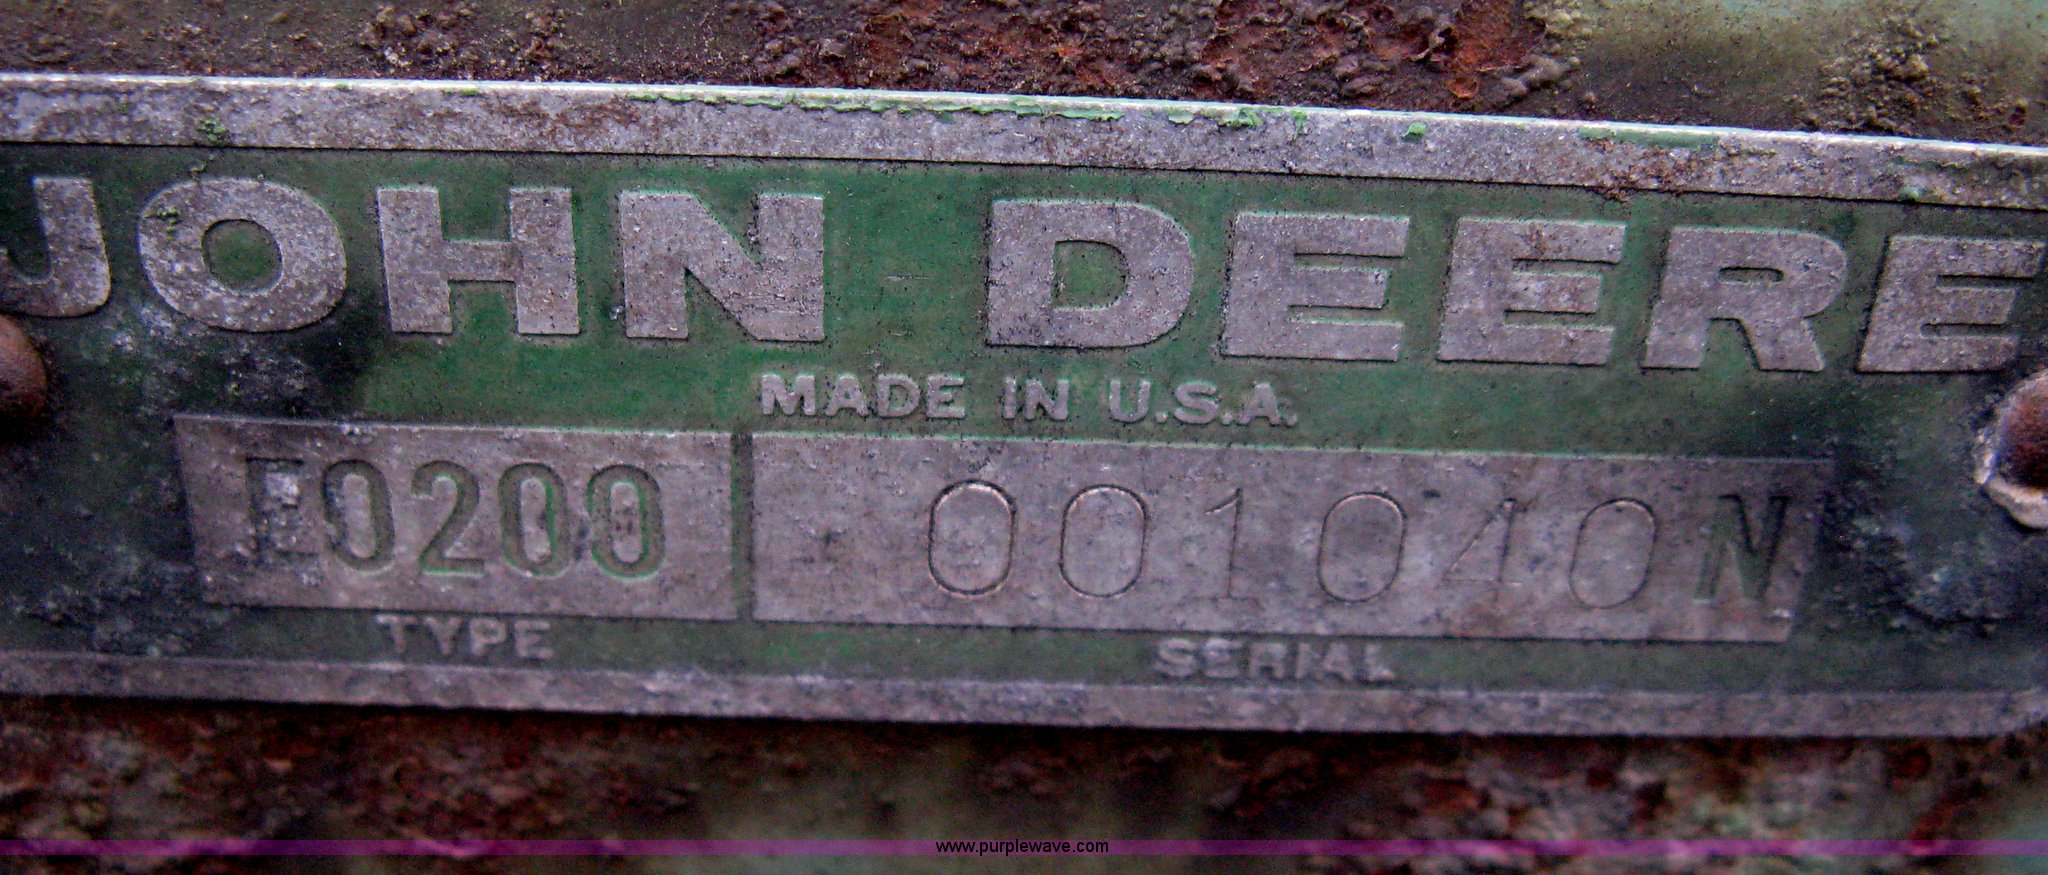 JOHN DEERE
MADE IN U.S.A.
E0200 001040N
TYPE SERIAL
www.purplewave.com